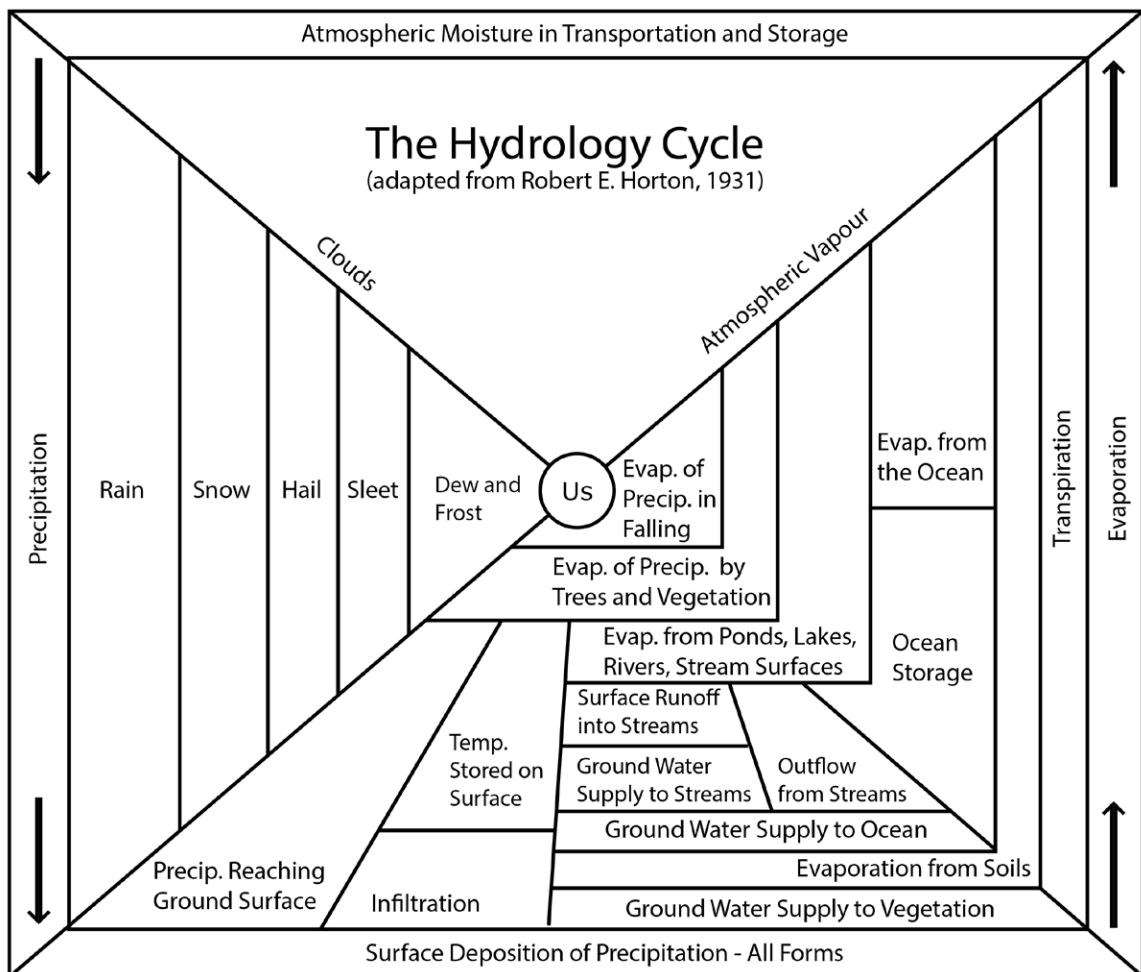 Atmospheric Moisture in Transportation and Storage
The Hydrology Cycle
(adapted from Robert E. Horton, 1931)
Clouds
Atmospheric Vapour
Precipitation
Rain
Snow
Hail
Sleet
Dew and
Frost
Us
Evap. of
Precip. in
Falling
Evap. from
the Ocean
Transpiration
Evaporation
Evap. of Precip. by
Trees and Vegetation
Evap. from Ponds, Lakes,
Rivers, Stream Surfaces
Ocean
Storage
Surface Runoff
into Streams
Temp.
Stored on
Surface
Ground Water
Supply to Streams
Outflow
from Streams
Ground Water Supply to Ocean
Precip. Reaching
Ground Surface
Infiltration
Evaporation from Soils
Ground Water Supply to Vegetation
Surface Deposition of Precipitation - All Forms